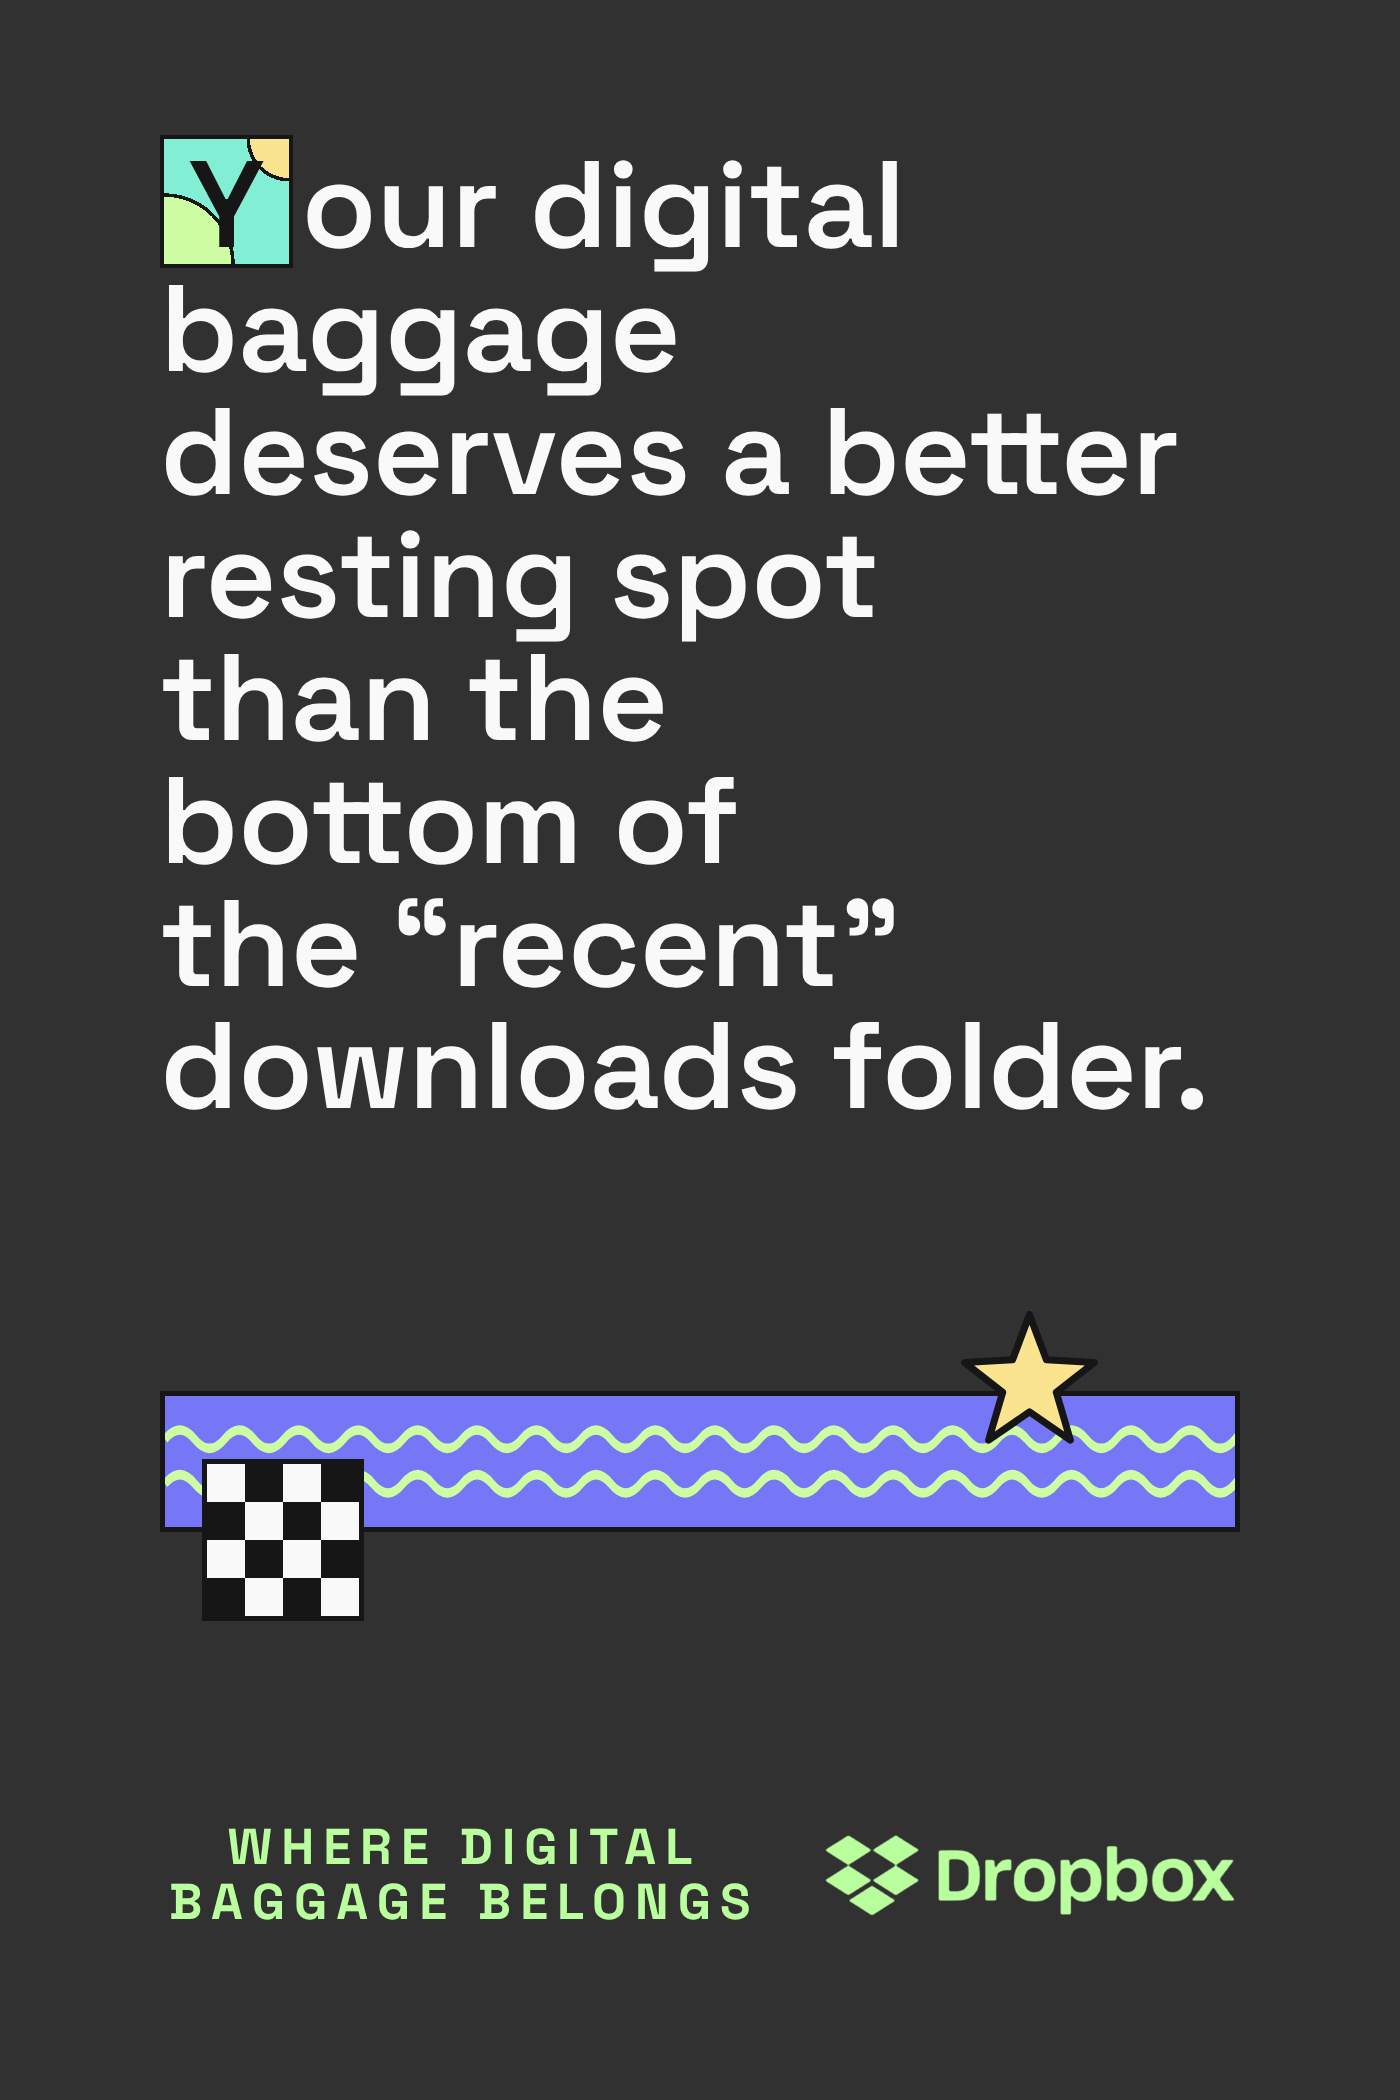 Your digital
baggage
deserves a better
resting spot
than the
bottom of
the “recent”
downloads folder.
WHERE DIGITAL
BAGGAGE BELONGS
Dropbox